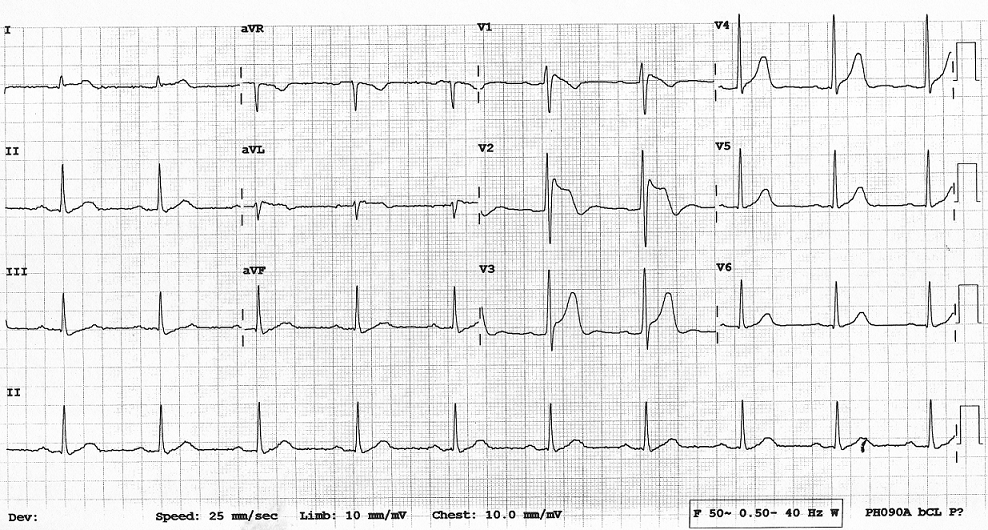 I aVR V1 V4
II aVL V2 V5
III aVF V3 V6
II
Dev: Speed: 25 mm/sec Limb: 10 mm/mV Chest: 10.0 mm/mV F 50~ 0.50- 40 Hz W PH090A bCL P?